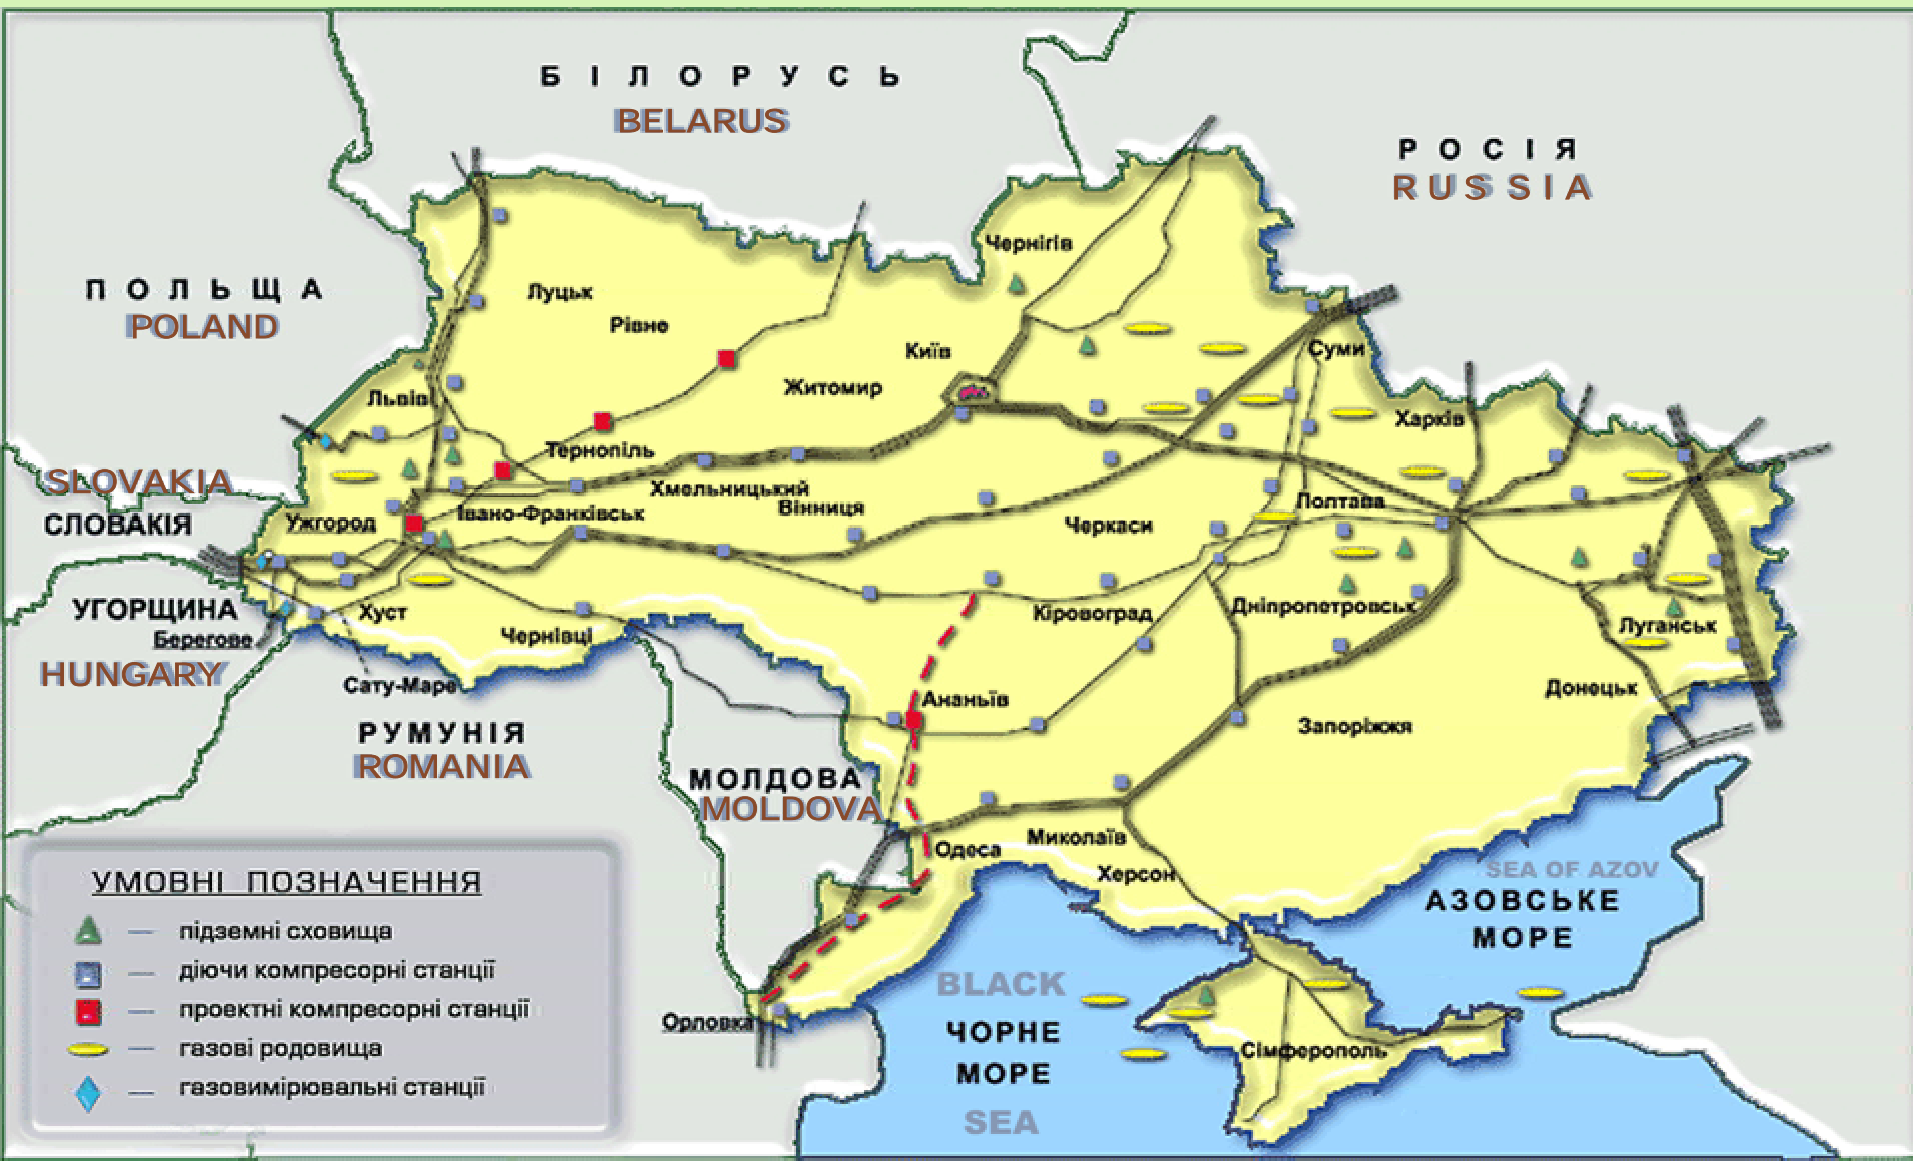 БІЛОРУСЬ
BELARUS
РОСІЯ
RUSSIA
ПОЛЬЩА
POLAND
Чернігів
Луцьк
Рівне
Київ
Суми
Житомир
Львів
Харків
Тернопіль
SLOVAKIA
СЛОВАКІЯ
Хмельницький
Вінниця
Полтава
Ужгород
Івано-Франківськ
Черкаси
УГОРЩИНА
Берегове
HUNGARY
Хуст
Чернівці
Кіровоград
Дніпропетровськ
Луганськ
Сату-Маре
Ананьїв
Донецьк
РУМУНІЯ
ROMANIA
Запоріжжя
МОЛДОВА
MOLDOVA
Одеса
Миколаїв
Херсон
SEA OF AZOV
АЗОВСЬКЕ
МОРЕ
BLACK
ЧОРНЕ
МОРЕ
SEA
Сімферополь
Орловка
УМОВНІ ПОЗНАЧЕННЯ
підземні сховища
діючи компресорні станції
проектні компресорні станції
газові родовища
газовимірювальні станції